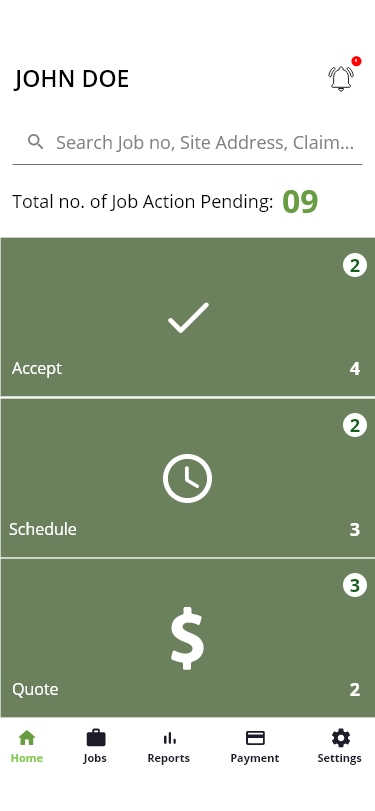 JOHN DOE
Search Job no, Site Address, Claim...
Total no. of Job Action Pending: 09
2
Accept 4
2
Schedule 3
3
$
Quote 2
Home Jobs Reports Payment Settings